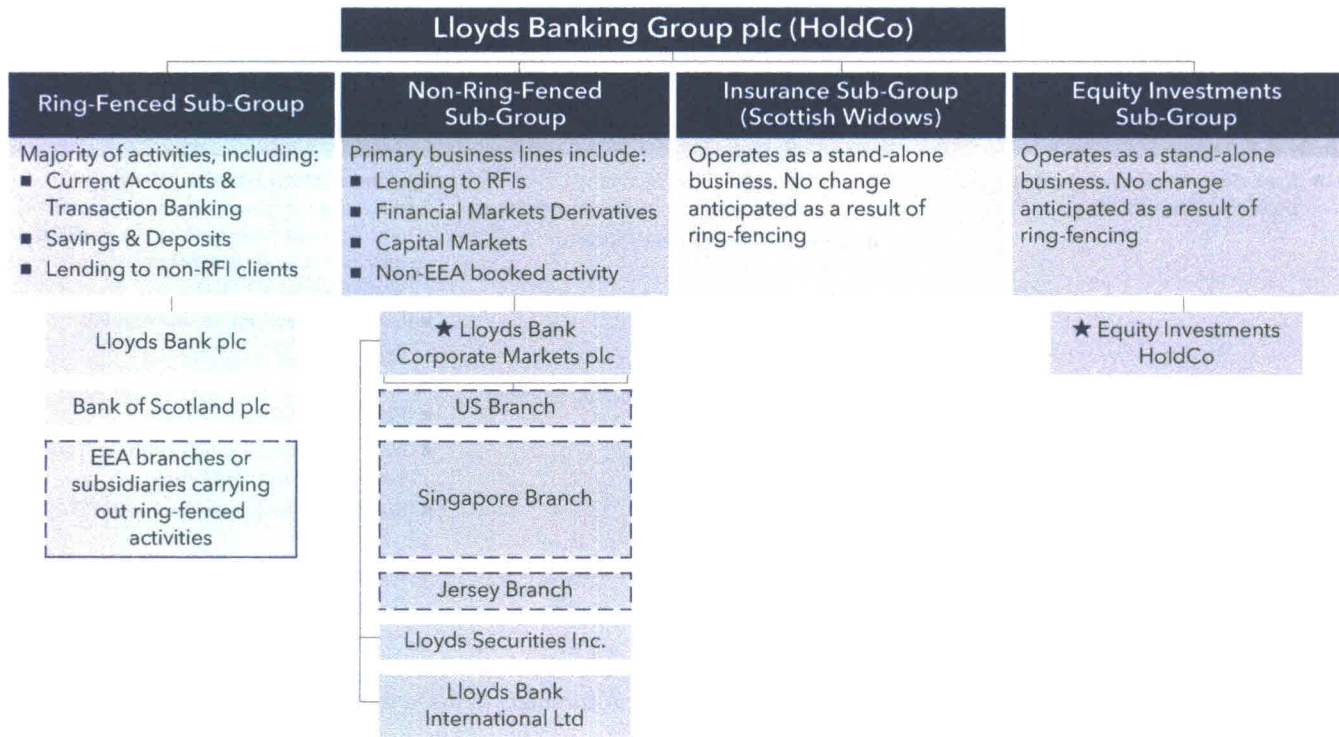 Lloyds Banking Group plc (HoldCo)
Ring-Fenced Sub-Group
Majority of activities, including:
■ Current Accounts &
Transaction Banking
■ Savings & Deposits
■ Lending to non-RFI clients
Lloyds Bank plc
Bank of Scotland plc
EEA branches or
subsidiaries carrying
out ring-fenced
activities
Non-Ring-Fenced
Sub-Group
Primary business lines include:
■ Lending to RFIs
■ Financial Markets Derivatives
■ Capital Markets
■ Non-EEA booked activity
★ Lloyds Bank
Corporate Markets plc
US Branch
Singapore Branch
Jersey Branch
Lloyds Securities Inc.
Lloyds Bank
International Ltd
Insurance Sub-Group
(Scottish Widows)
Operates as a stand-alone
business. No change
anticipated as a result of
ring-fencing
Equity Investments
Sub-Group
Operates as a stand-alone
business. No change
anticipated as a result of
ring-fencing
★ Equity Investments
HoldCo